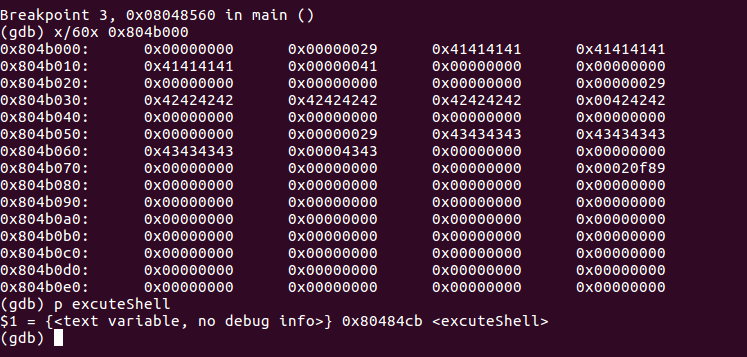 Breakpoint 3, 0x08048560 in main ()
(gdb) x/60x 0x804b000
0x804b000: 0x00000000 0x00000029 0x41414141 0x41414141
0x804b010: 0x41414141 0x00000041 0x00000000 0x00000000
0x804b020: 0x00000000 0x00000000 0x00000000 0x00000029
0x804b030: 0x42424242 0x42424242 0x42424242 0x00424242
0x804b040: 0x00000000 0x00000000 0x00000000 0x00000000
0x804b050: 0x00000000 0x00000029 0x43434343 0x43434343
0x804b060: 0x43434343 0x00004343 0x00000000 0x00000000
0x804b070: 0x00000000 0x00000000 0x00000000 0x00020f89
0x804b080: 0x00000000 0x00000000 0x00000000 0x00000000
0x804b090: 0x00000000 0x00000000 0x00000000 0x00000000
0x804b0a0: 0x00000000 0x00000000 0x00000000 0x00000000
0x804b0b0: 0x00000000 0x00000000 0x00000000 0x00000000
0x804b0c0: 0x00000000 0x00000000 0x00000000 0x00000000
0x804b0d0: 0x00000000 0x00000000 0x00000000 0x00000000
0x804b0e0: 0x00000000 0x00000000 0x00000000 0x00000000
(gdb) p excuteShell
$1 = {<text variable, no debug info>} 0x80484cb <excuteShell>
(gdb)